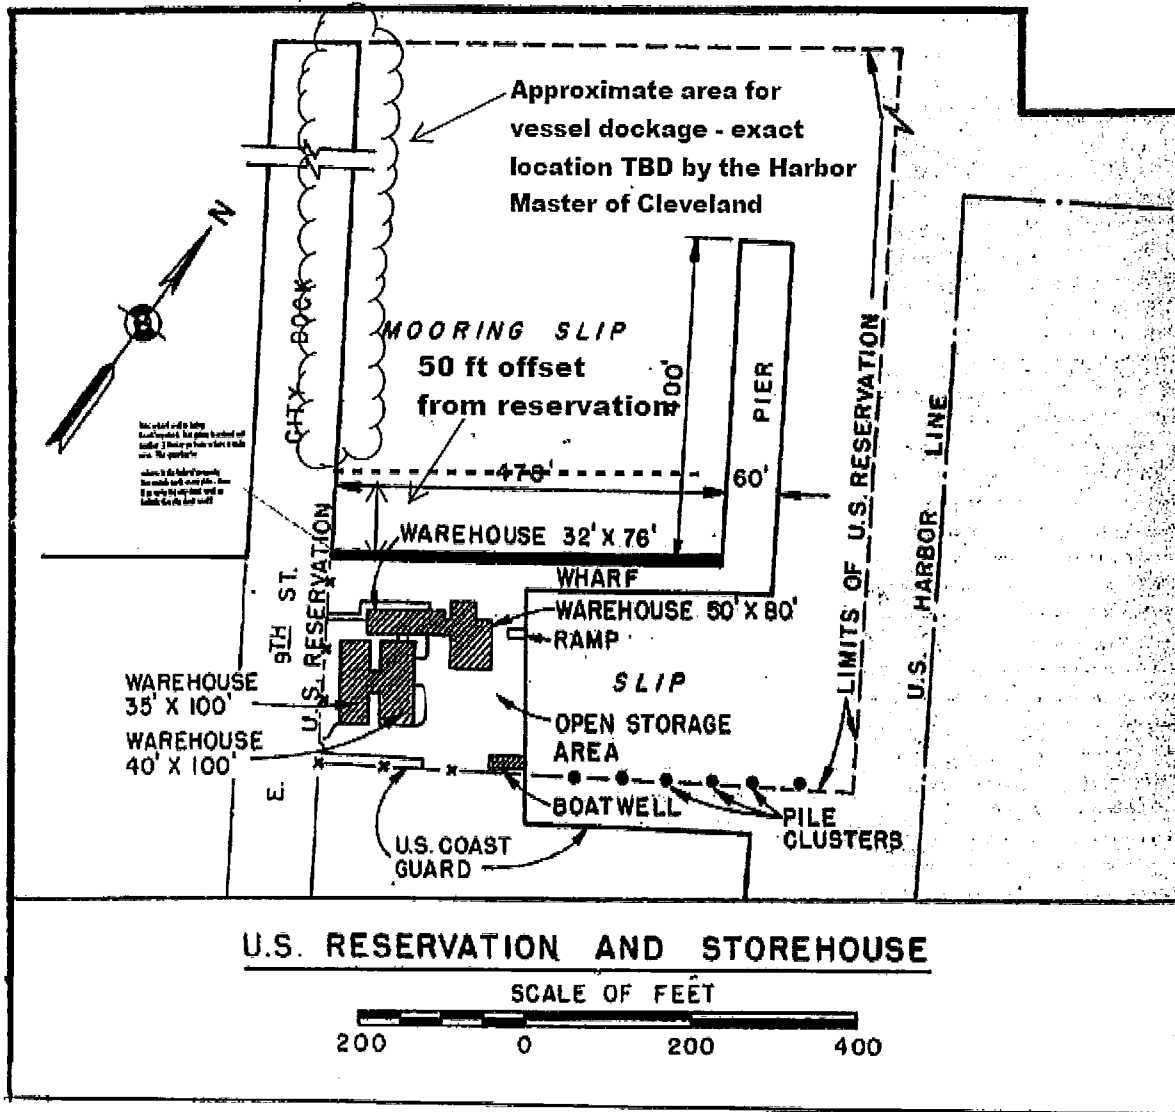 Approximate area for
vessel dockage - exact
location TBD by the Harbor
Master of Cleveland
N
CITY DOCK
MOORING SLIP
50 ft offset
from reservation
400'
PIER
470'
60'
LIMITS OF U.S. RESERVATION
U.S. HARBOR LINE
WAREHOUSE 32' X 76'
WHARF
WAREHOUSE 50' X 80'
RAMP
E. 9TH ST.
U.S. RESERVATION
SLIP
WAREHOUSE
35' X 100'
WAREHOUSE
40' X 100'
OPEN STORAGE
AREA
BOATWELL
PILE
CLUSTERS
U.S. COAST
GUARD
U.S. RESERVATION AND STOREHOUSE
SCALE OF FEET
200 0 200 400